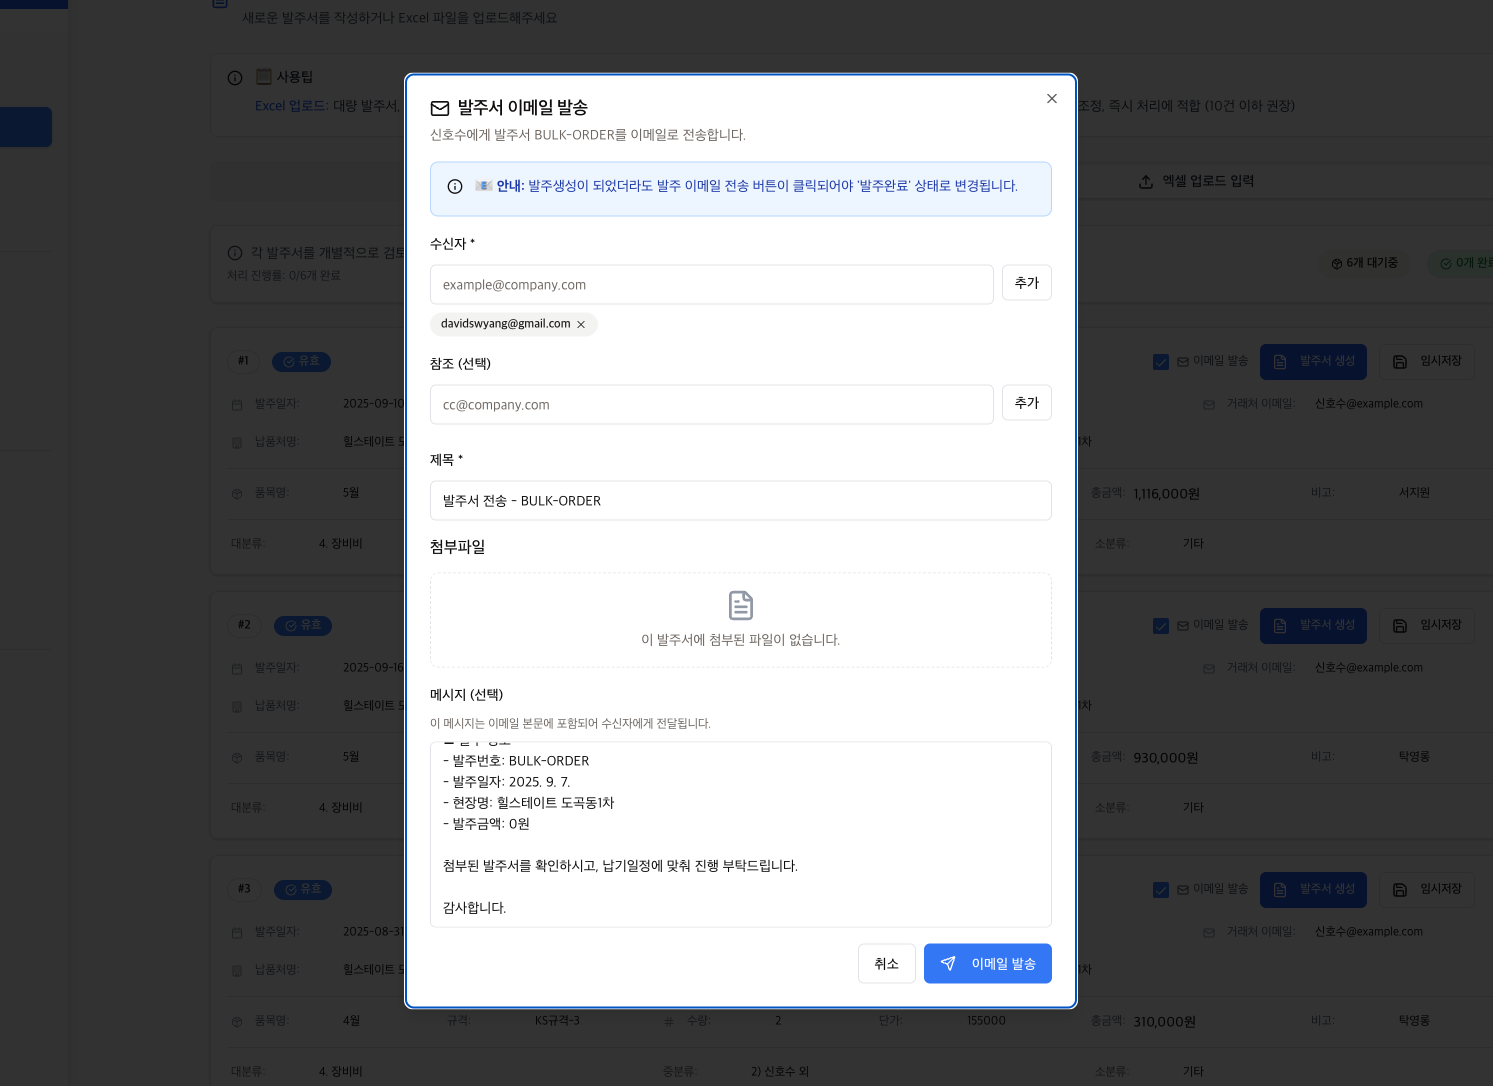 새로운 발주서를 작성하거나 Excel 파일을 업로드해주세요
사용팁
Excel 업로드: 대량 발주서,
조정, 즉시 처리에 적합 (10건 이하 권장)
엑셀 업로드 입력
각 발주서를 개별적으로 검토
처리 진행률: 0/6개 완료
6개 대기중
0개 완료
발주서 이메일 발송
신호수에게 발주서 BULK-ORDER를 이메일로 전송합니다.
안내: 발주생성이 되었더라도 발주 이메일 전송 버튼이 클릭되어야 '발주완료' 상태로 변경됩니다.
수신자 *
example@company.com
추가
davidswyang@gmail.com
참조 (선택)
cc@company.com
추가
제목 *
발주서 전송 - BULK-ORDER
첨부파일
이 발주서에 첨부된 파일이 없습니다.
메시지 (선택)
이 메시지는 이메일 본문에 포함되어 수신자에게 전달됩니다.
- 발주번호: BULK-ORDER
- 발주일자: 2025. 9. 7.
- 현장명: 힐스테이트 도곡동1차
- 발주금액: 0원
첨부된 발주서를 확인하시고, 납기일정에 맞춰 진행 부탁드립니다.
감사합니다.
취소
이메일 발송
#1
유효
이메일 발송
발주서 생성
임시저장
발주일자: 2025-09-10
거래처 이메일: 신호수@example.com
납품처명: 힐스테이트
1차
품목명: 5월
총금액: 1,116,000원
비고: 서지원
대분류: 4. 장비비
소분류: 기타
#2
유효
이메일 발송
발주서 생성
임시저장
발주일자: 2025-09-16
거래처 이메일: 신호수@example.com
납품처명: 힐스테이트
1차
품목명: 5월
총금액: 930,000원
비고: 탁영롱
대분류: 4. 장비비
소분류: 기타
#3
유효
이메일 발송
발주서 생성
임시저장
발주일자: 2025-08-31
거래처 이메일: 신호수@example.com
납품처명: 힐스테이트
1차
품목명: 4월
규격: KS규격-3
수량: 2
단가: 155000
총금액: 310,000원
비고: 탁영롱
대분류: 4. 장비비
중분류: 2) 신호수 외
소분류: 기타